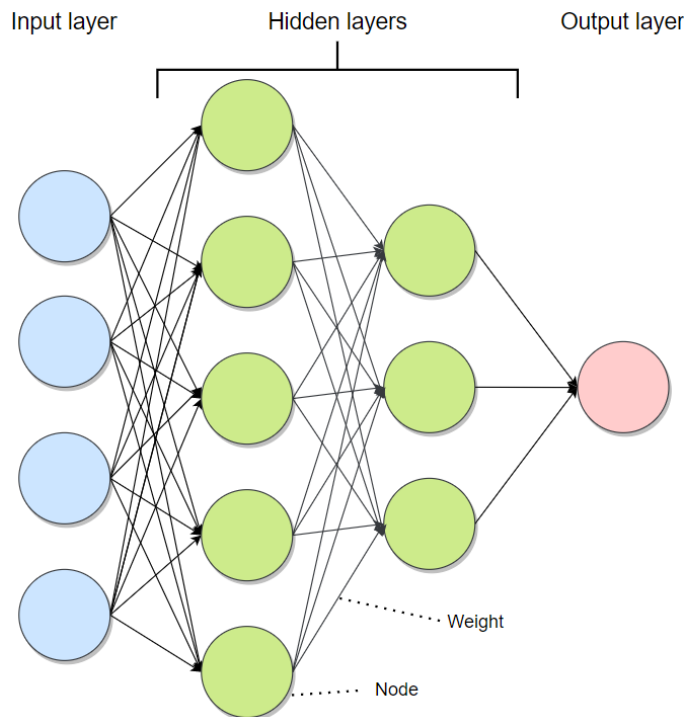 Input layer
Hidden layers
Output layer
Weight
Node